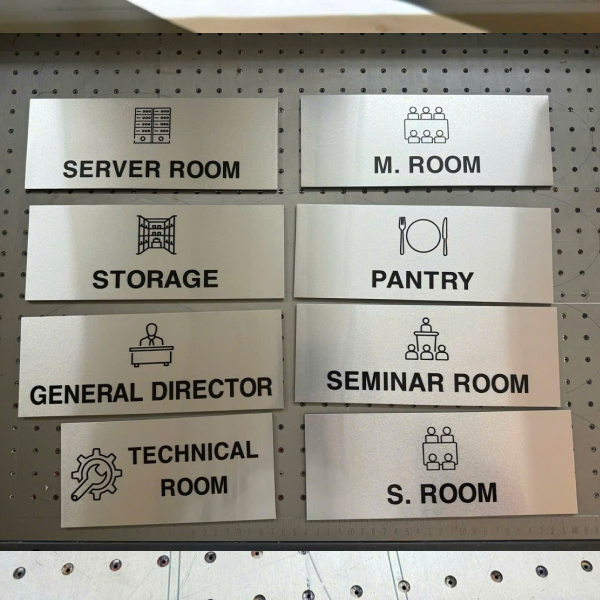 SERVER ROOM
M. ROOM
STORAGE
PANTRY
GENERAL DIRECTOR
SEMINAR ROOM
TECHNICAL
ROOM
S. ROOM